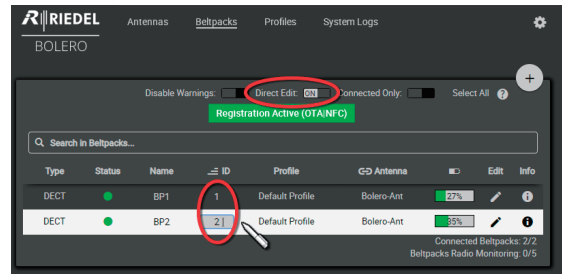 RIEDEL Antennas Beltpacks Profiles System Logs
BOLERO
Disable Warnings: Direct Edit: ON Connected Only: Select All ?
Registration Active (OTA|NFC)
Search in Beltpacks...
Type Status Name ID Profile Antenna Edit Info
DECT BP1 1 Default Profile Bolero-Ant 27%
DECT BP2 2 Default Profile Bolero-Ant 35%
Connected Beltpacks: 2/2
Beltpacks Radio Monitoring: 0/5